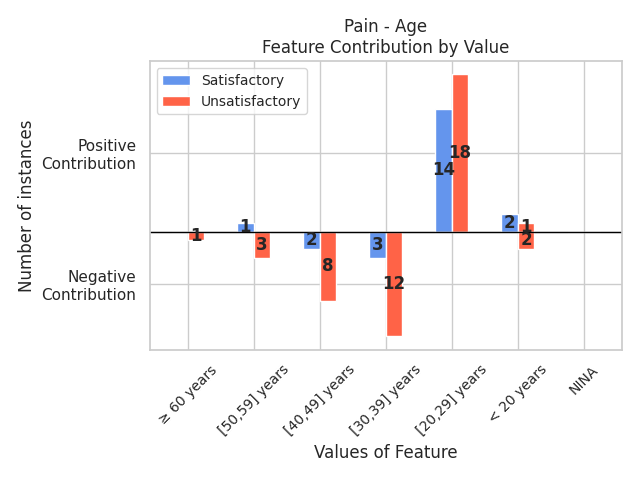 Pain - Age
Feature Contribution by Value
Satisfactory
Unsatisfactory
Number of instances
Positive
Contribution
Negative
Contribution
1
1
3
2
8
3
12
14
18
2
1
2
≥ 60 years
[50,59] years
[40,49] years
[30,39] years
[20,29] years
< 20 years
NINA
Values of Feature